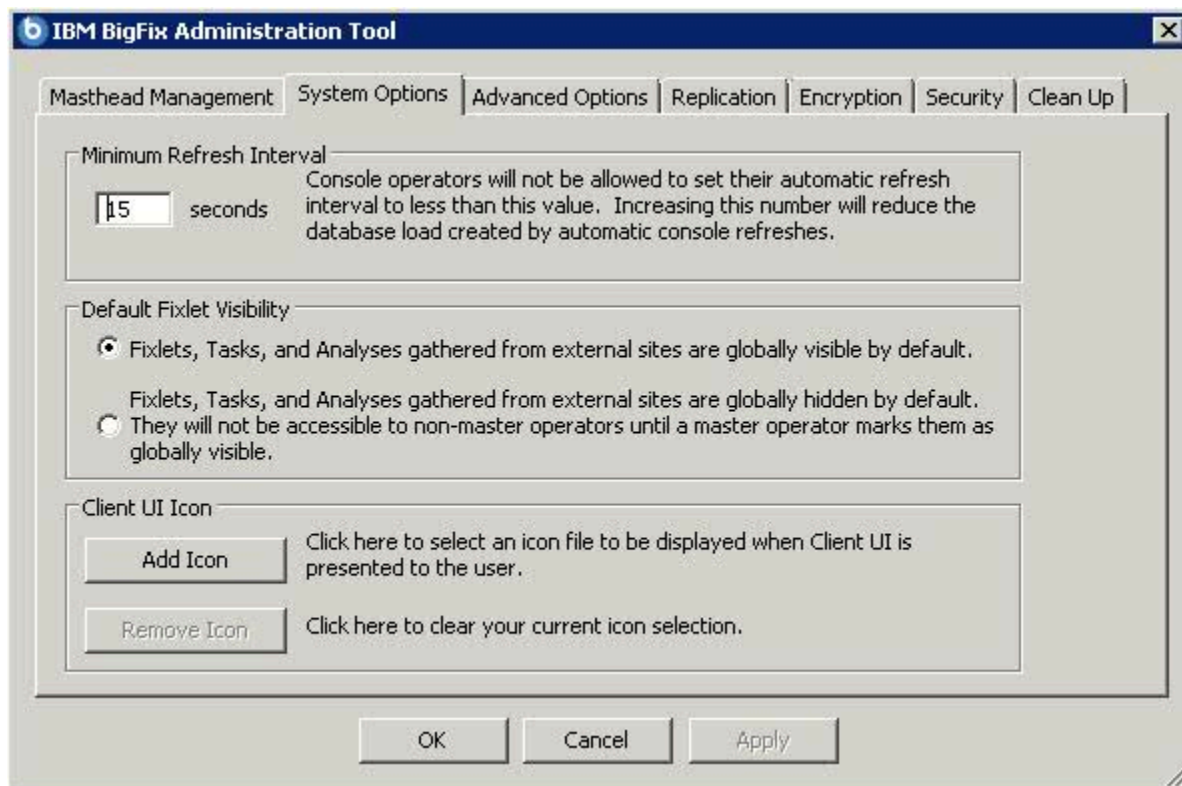 IBM BigFix Administration Tool
Masthead Management
System Options
Advanced Options
Replication
Encryption
Security
Clean Up
Minimum Refresh Interval
15
seconds
Console operators will not be allowed to set their automatic refresh
interval to less than this value.  Increasing this number will reduce the
database load created by automatic console refreshes.
Default Fixlet Visibility
Fixlets, Tasks, and Analyses gathered from external sites are globally visible by default.
Fixlets, Tasks, and Analyses gathered from external sites are globally hidden by default.
They will not be accessible to non-master operators until a master operator marks them as
globally visible.
Client UI Icon
Add Icon
Click here to select an icon file to be displayed when Client UI is
presented to the user.
Remove Icon
Click here to clear your current icon selection.
OK
Cancel
Apply